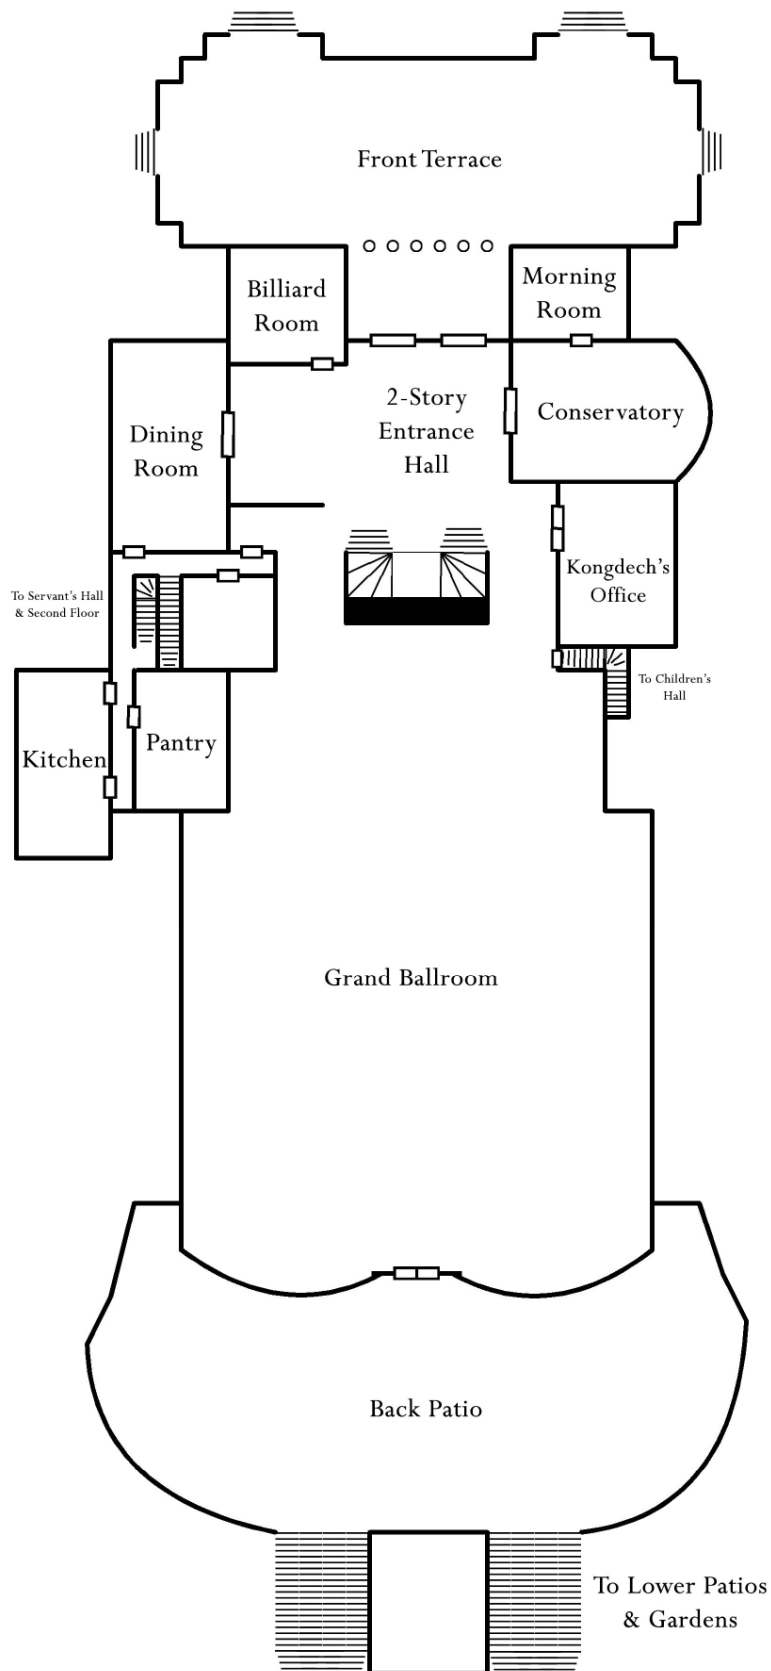 Front Terrace
Billiard
Room
Morning
Room
2-Story
Entrance
Hall
Conservatory
Dining
Room
Kongdech's
Office
To Servant's Hall
& Second Floor
To Children's
Hall
Kitchen
Pantry
Grand Ballroom
Back Patio
To Lower Patios
& Gardens